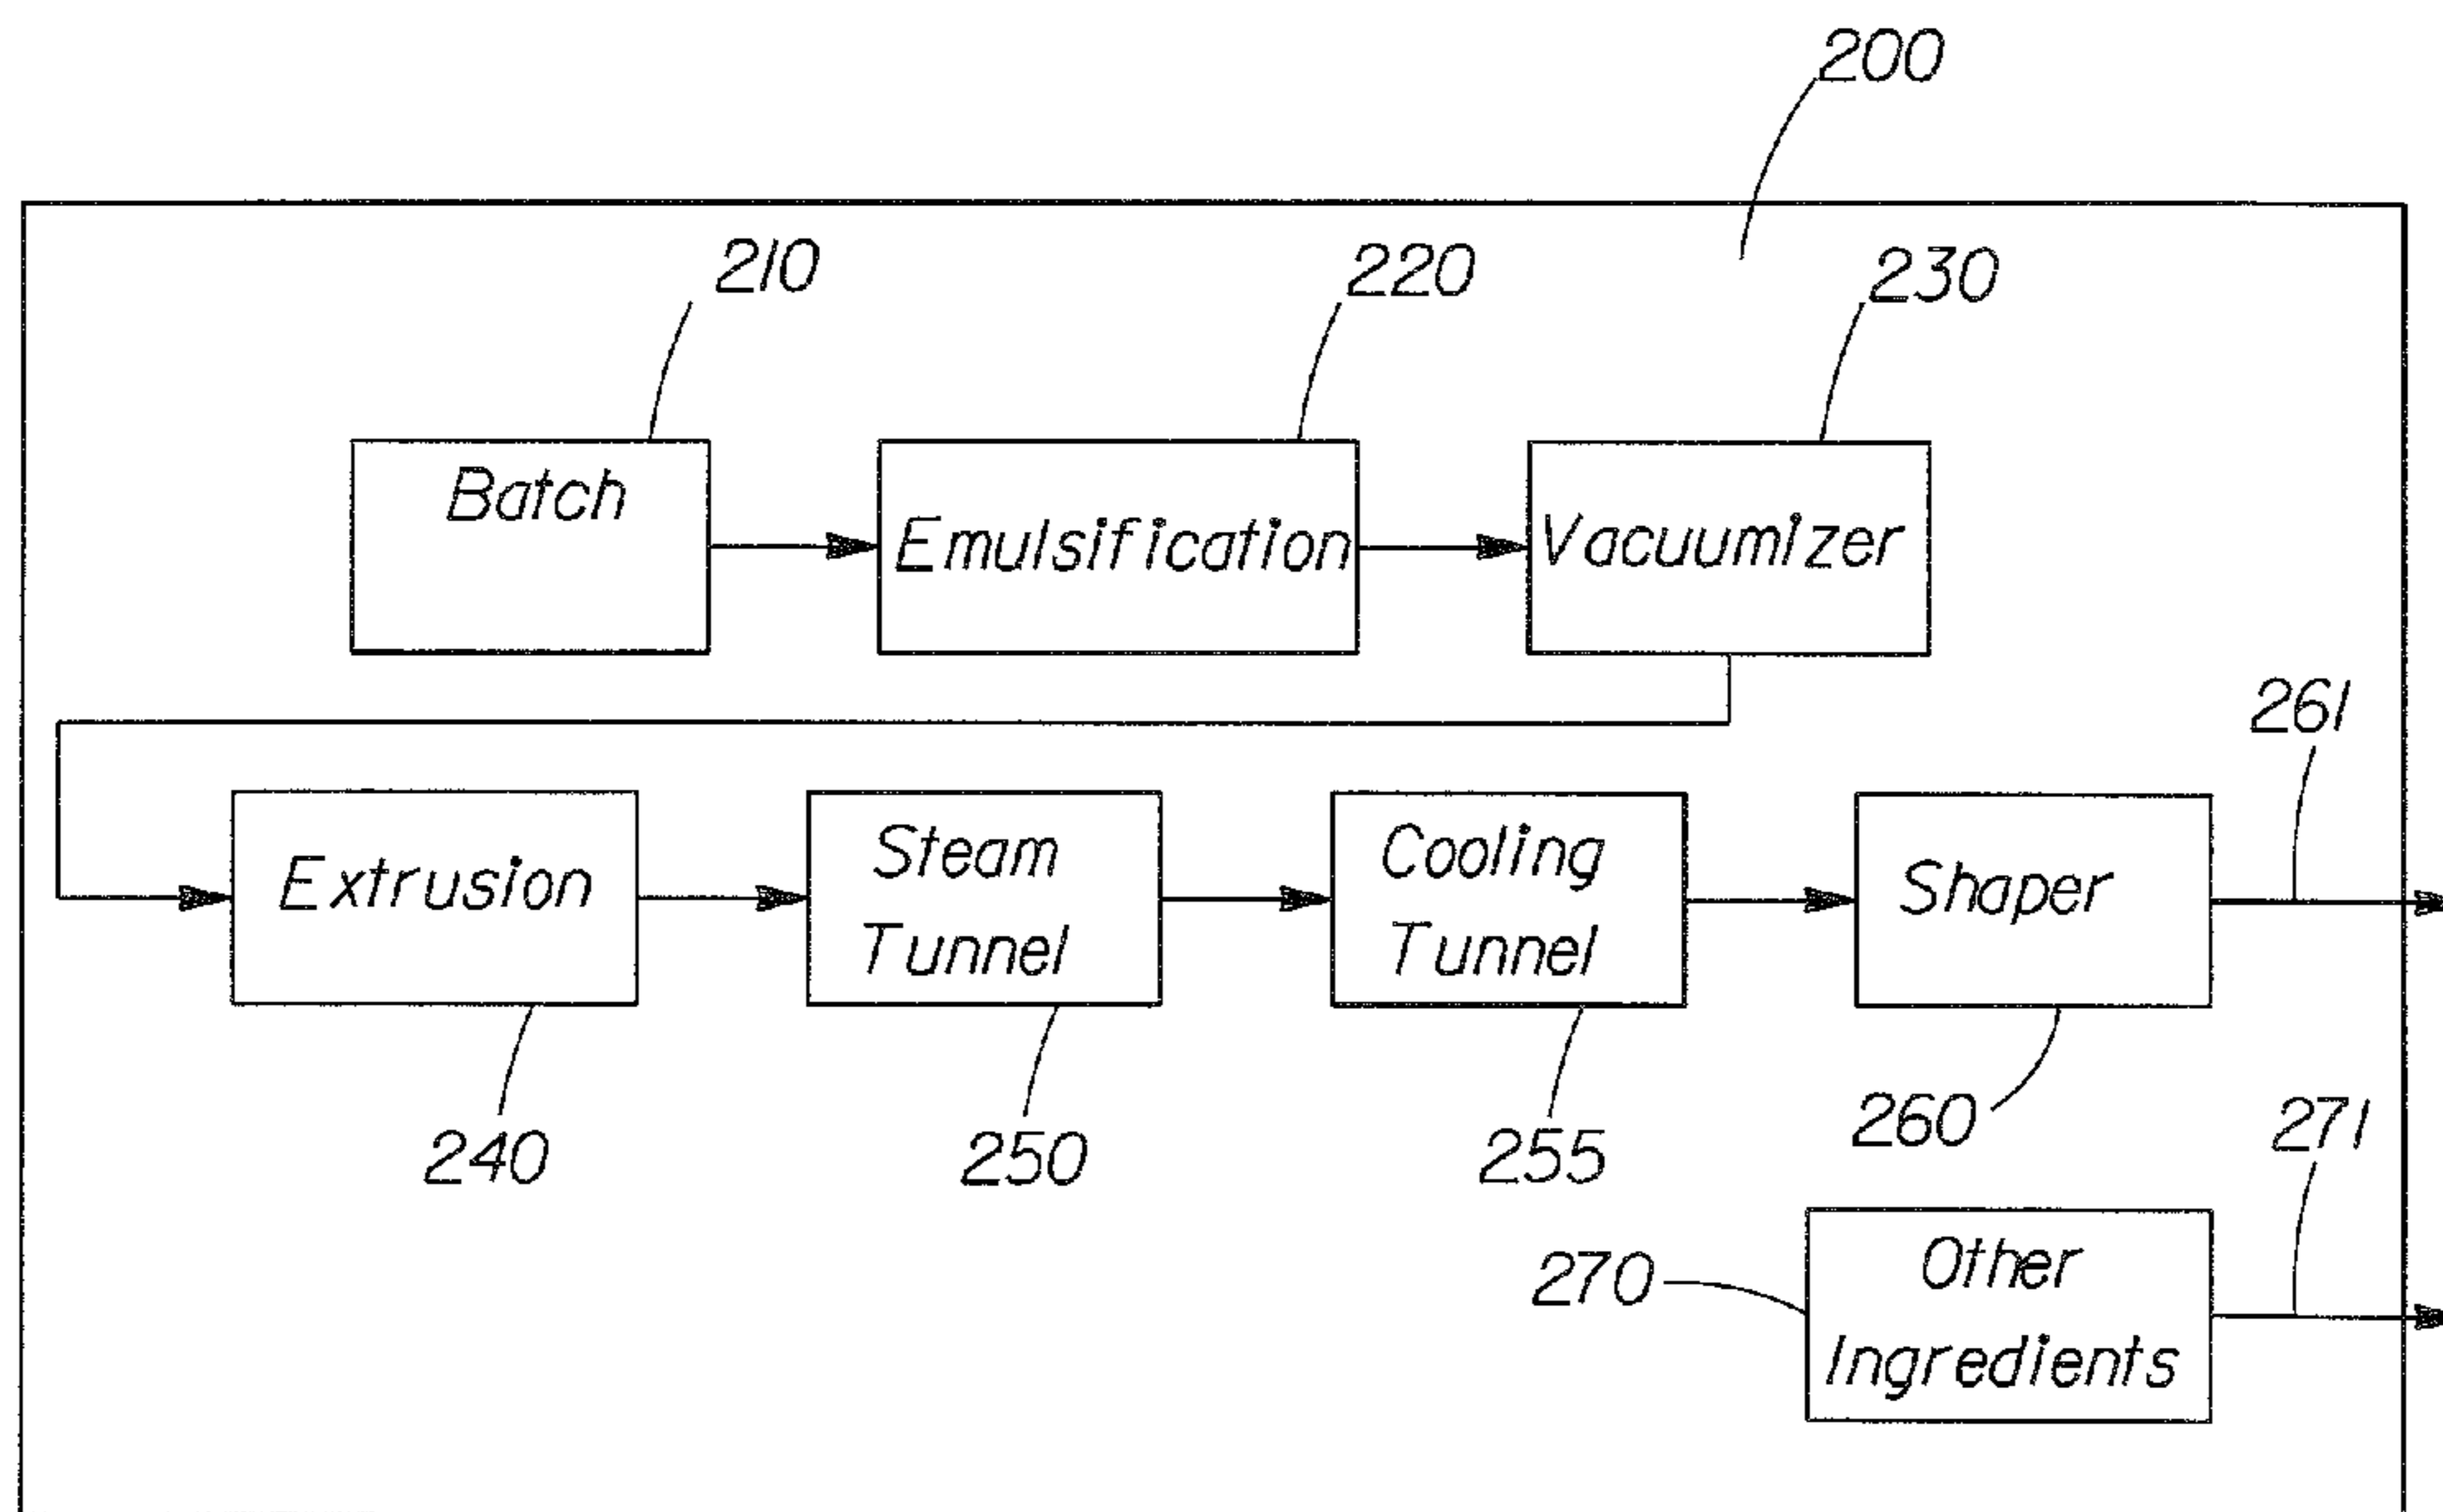 200
210
220
230
Batch
Emulsification
Vacuumizer
261
Extrusion
Steam
Tunnel
Cooling
Tunnel
Shaper
240
250
255
260
271
270
Other
Ingredients